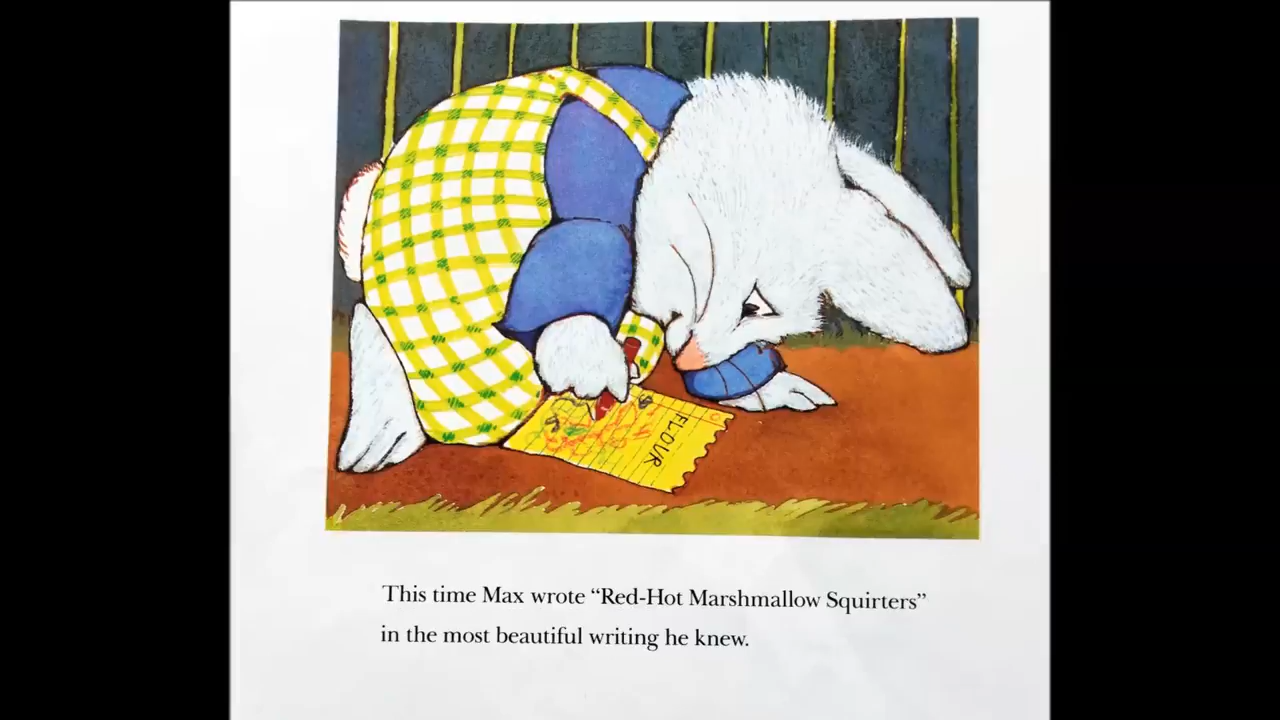 FLOUR
This time Max wrote “Red-Hot Marshmallow Squirters”
in the most beautiful writing he knew.